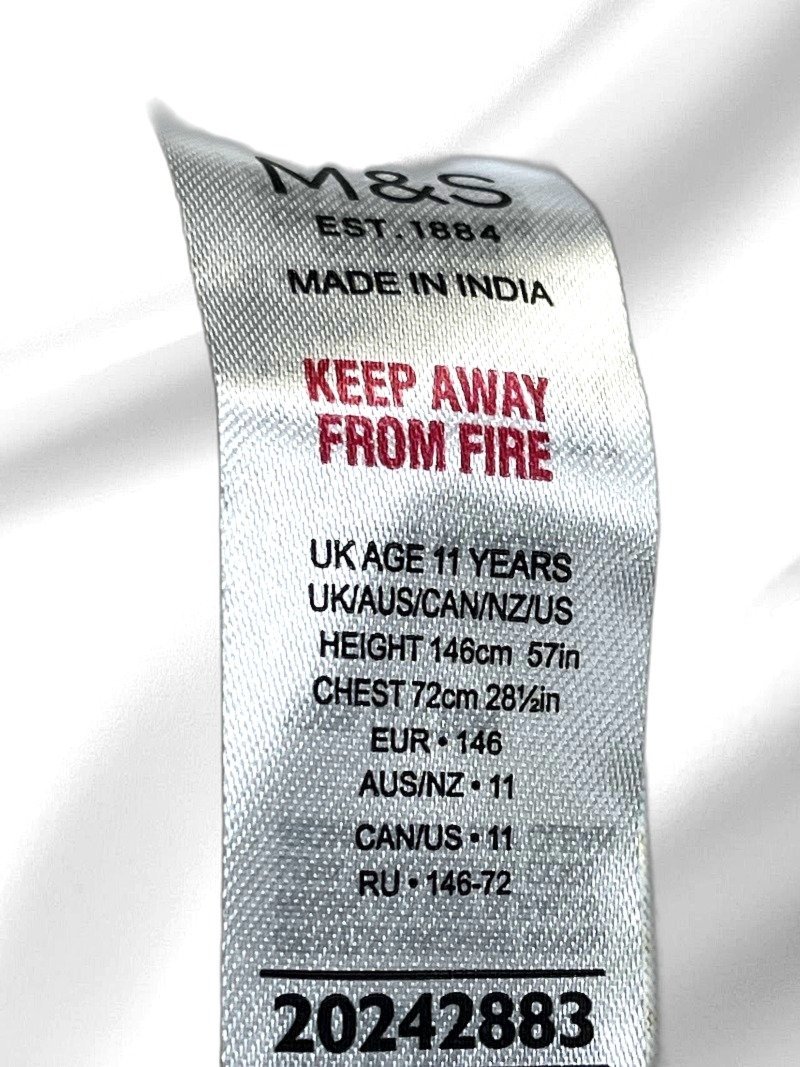 M&S
EST. 1884
MADE IN INDIA
KEEP AWAY
FROM FIRE
UK AGE 11 YEARS
UK/AUS/CAN/NZ/US
HEIGHT 146cm 57in
CHEST 72cm 28½in
EUR • 146
AUS/NZ • 11
CAN/US • 11
RU • 146-72
20242883